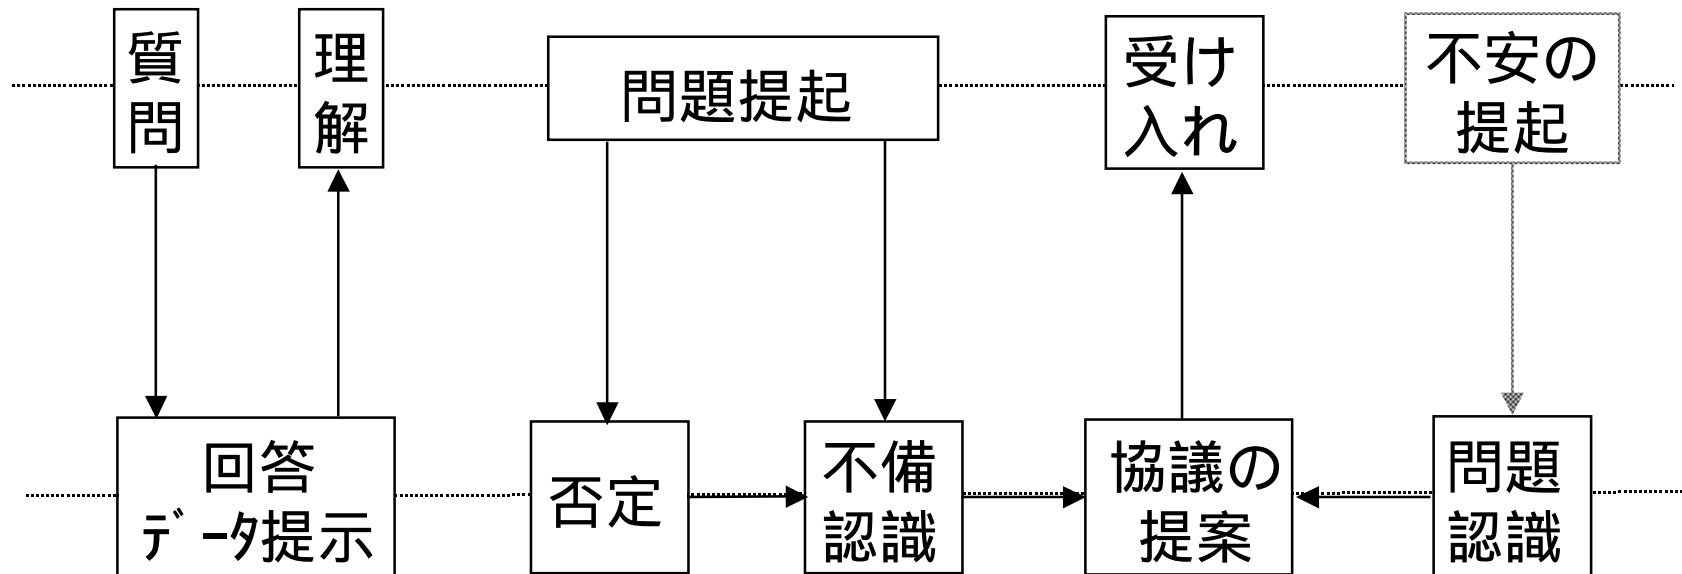 質
問
理
解
問題提起
受け
入れ
不安の
提起
回答
ﾃﾞｰﾀ提示
否定
不備
認識
協議の
提案
問題
認識